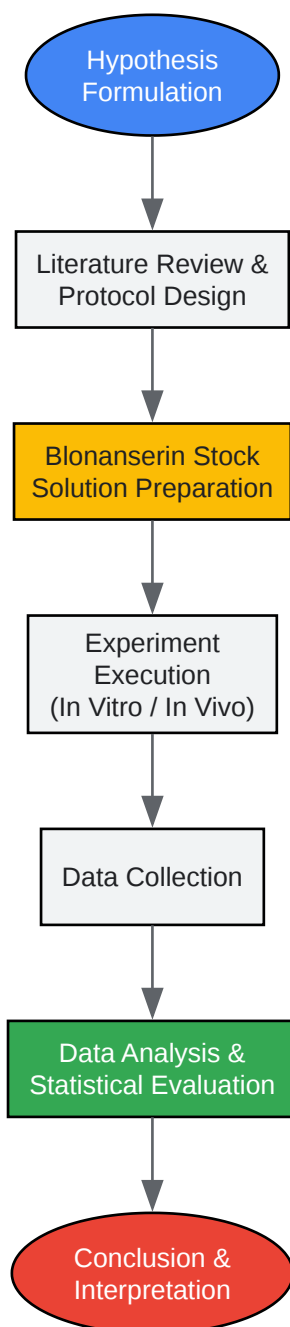 Hypothesis
Formulation
Literature Review &
Protocol Design
Blonanserin Stock
Solution Preparation
Experiment
Execution
(In Vitro / In Vivo)
Data Collection
Data Analysis &
Statistical Evaluation
Conclusion &
Interpretation